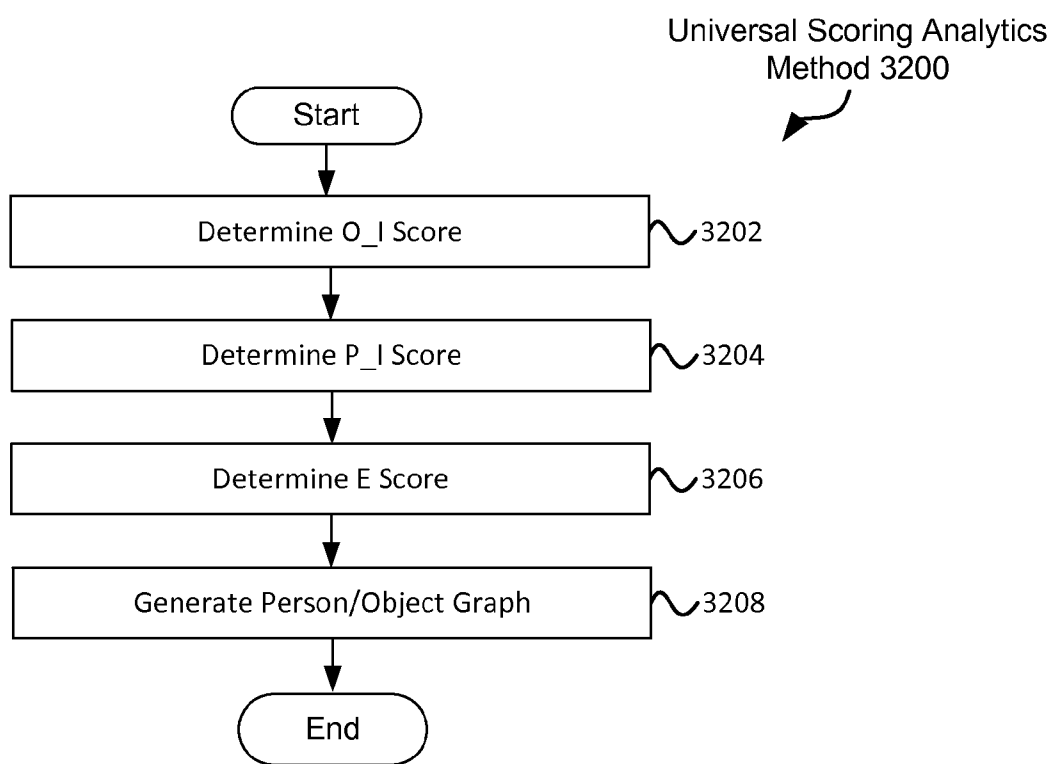 Universal Scoring Analytics
Method 3200
Start
Determine O_I Score
3202
Determine P_I Score
3204
Determine E Score
3206
Generate Person/Object Graph
3208
End